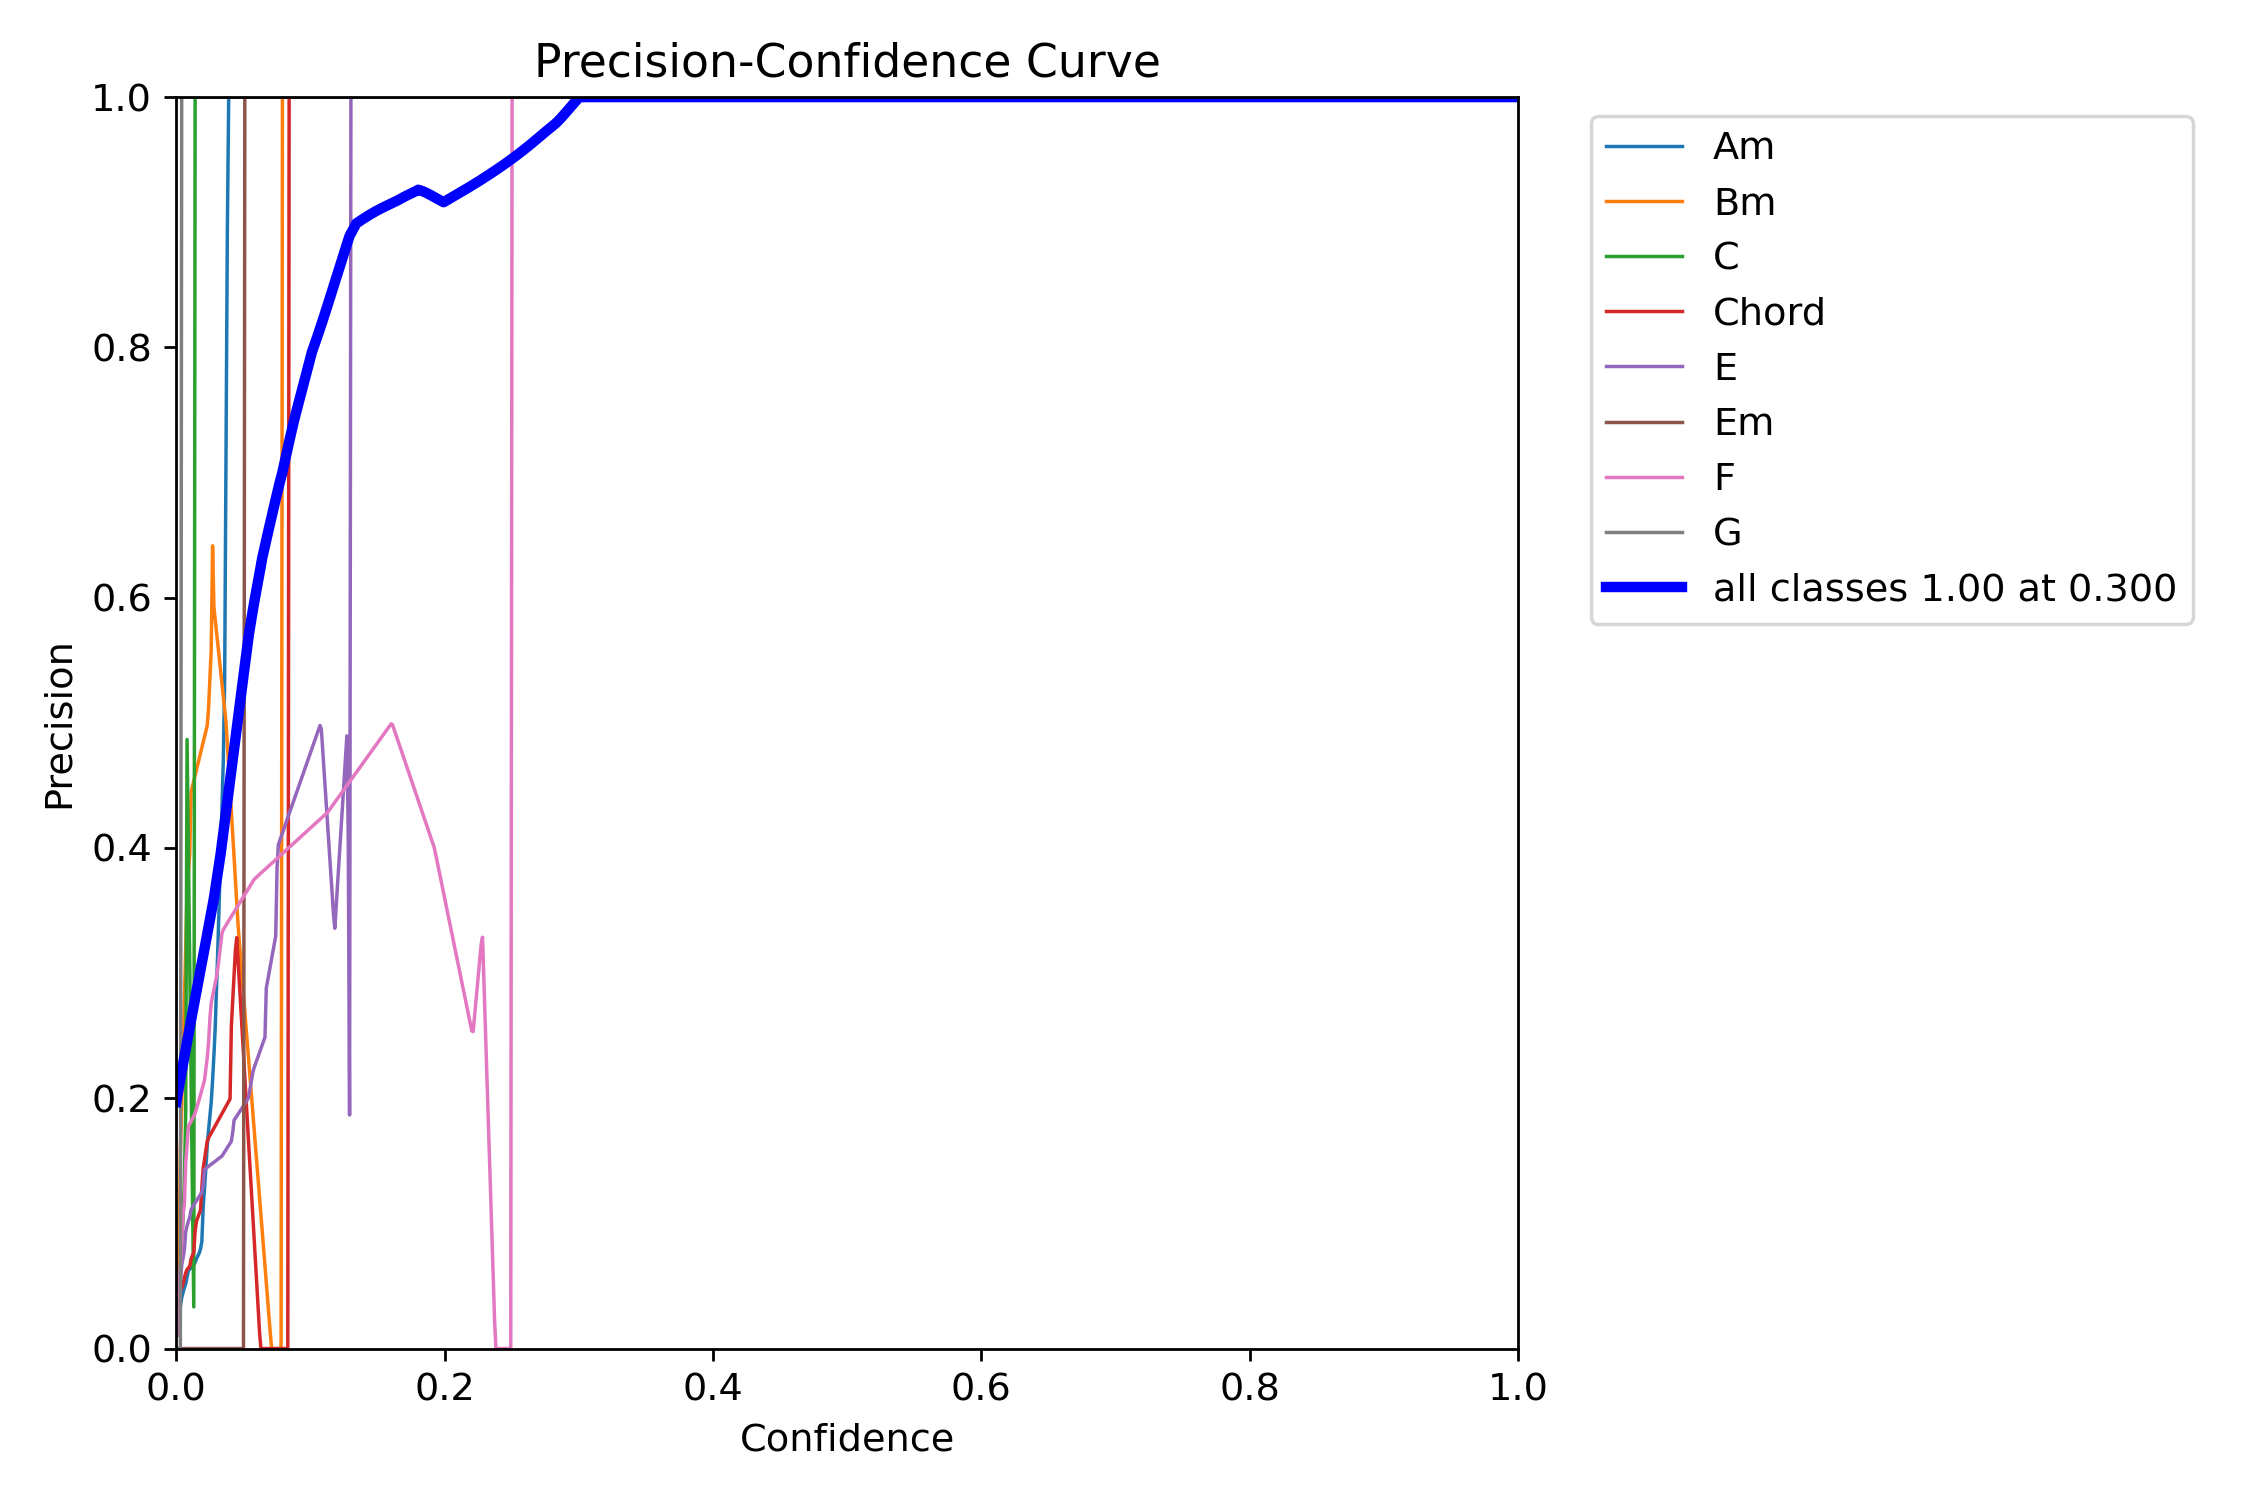 Precision-Confidence Curve
1.0
0.8
0.6
0.4
0.2
0.0
Precision
0.0 0.2 0.4 0.6 0.8 1.0
Confidence
Am
Bm
C
Chord
E
Em
F
G
all classes 1.00 at 0.300